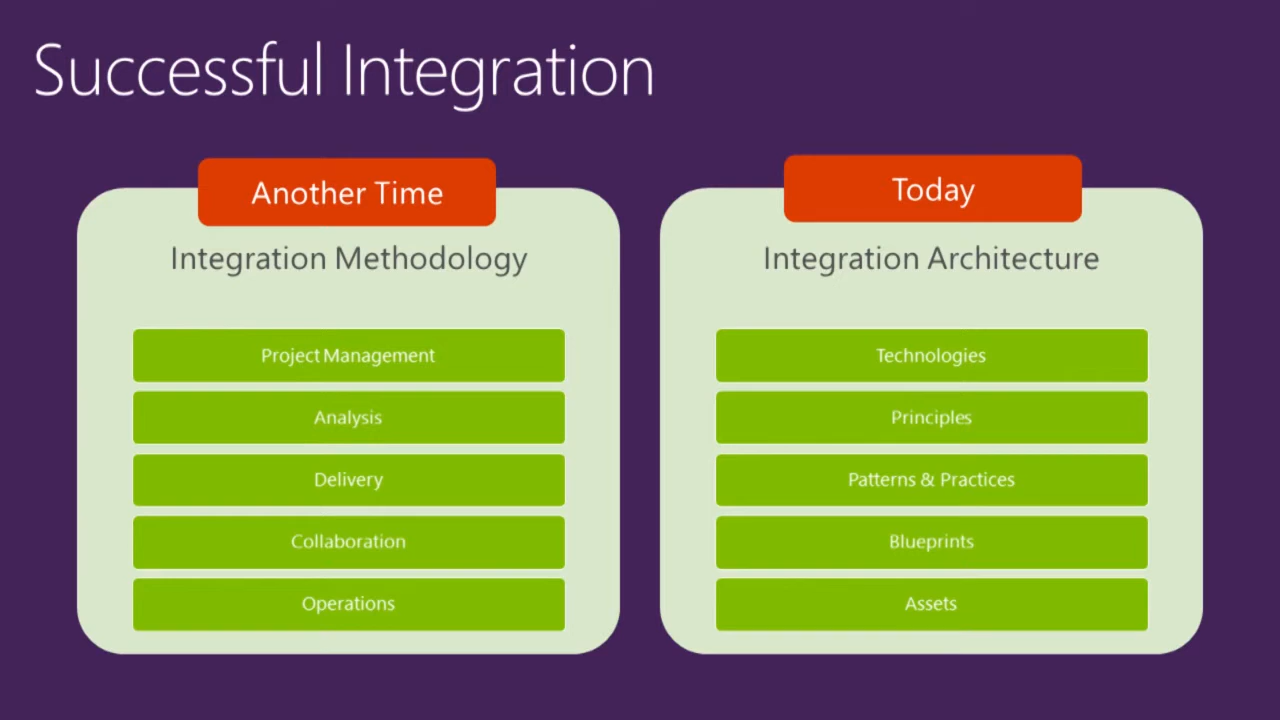 Successful Integration
Another Time
Integration Methodology
Project Management
Analysis
Delivery
Collaboration
Operations
Today
Integration Architecture
Technologies
Principles
Patterns & Practices
Blueprints
Assets